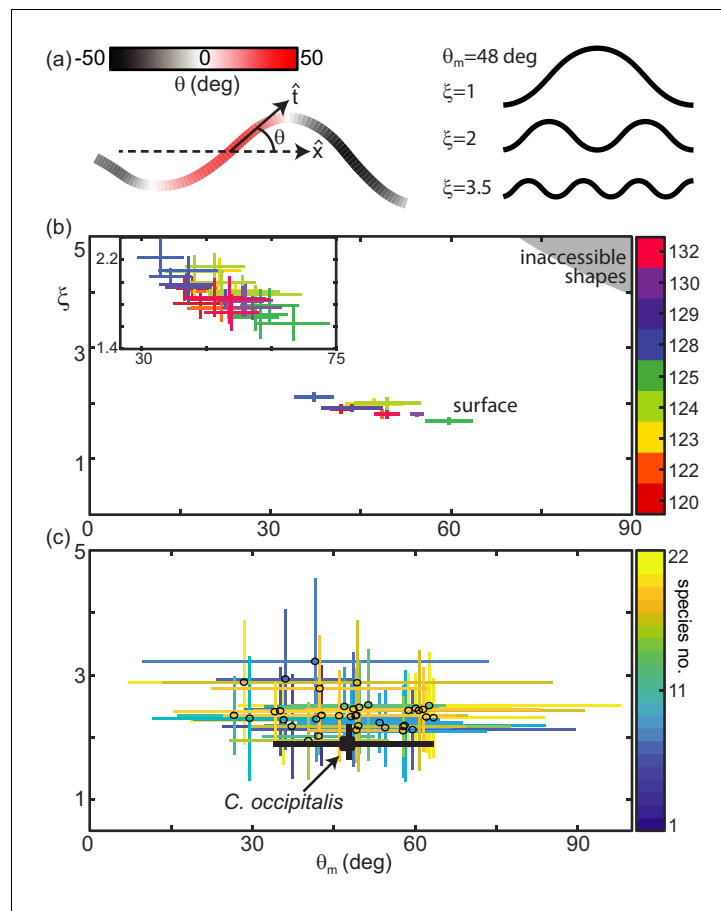 (a)
-50 0 50
θ (deg)
t̂
θ
x̂
θm=48 deg
ξ=1
ξ=2
ξ=3.5
(b)
5
3
1
ξ
2.2
1.4
30 75
inaccessible
shapes
surface
0 30 60 90
132
130
129
128
125
124
123
122
120
(c)
5
3
1
C. occipitalis
0 30 60 90
θm (deg)
22
11
1
species no.